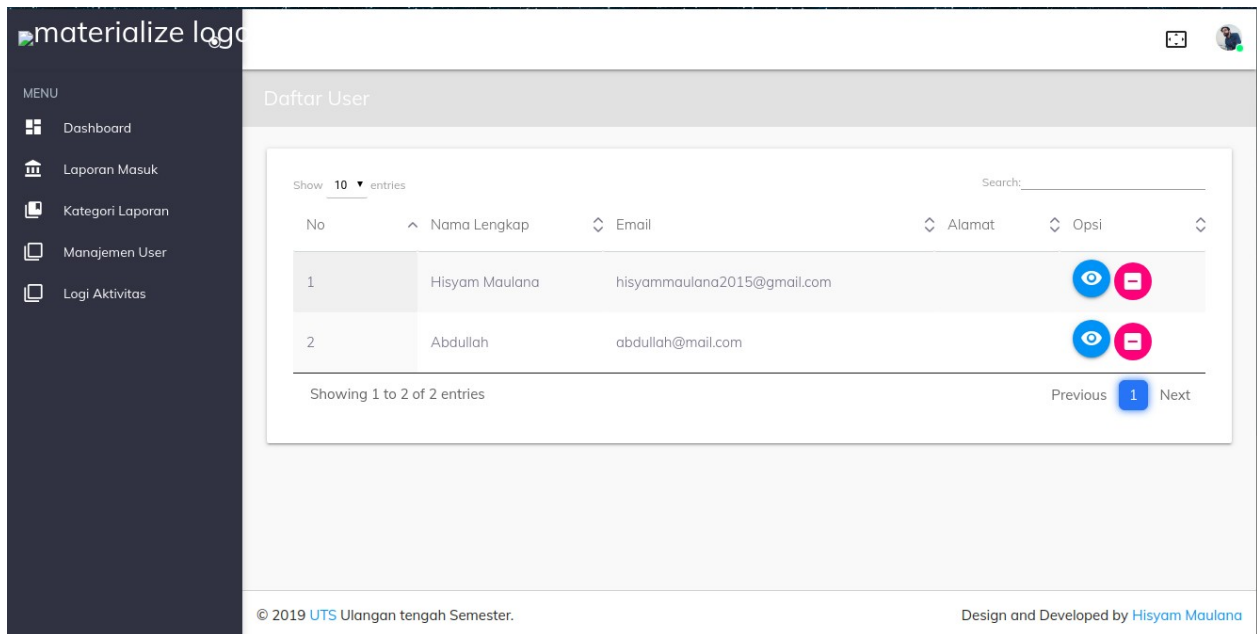 materialize logo
MENU
Dashboard
Laporan Masuk
Kategori Laporan
Manajemen User
Logi Aktivitas
Daftar User
Show 10 entries
Search:
No Nama Lengkap Email Alamat Opsi
1 Hisyam Maulana hisyammaulana2015@gmail.com
2 Abdullah abdullah@mail.com
Showing 1 to 2 of 2 entries
Previous 1 Next
© 2019 UTS Ulangan tengah Semester.
Design and Developed by Hisyam Maulana